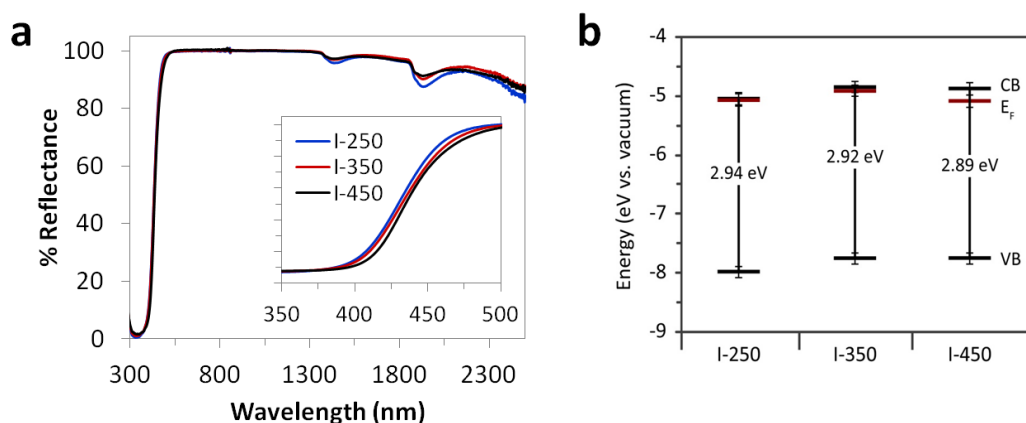 a
% Reflectance
100
80
60
40
20
0
I-250
I-350
I-450
350 400 450 500
300 800 1300 1800 2300
Wavelength (nm)
b
Energy (eV vs. vacuum)
-4
-5
-6
-7
-8
-9
CB
E_F
2.94 eV
2.92 eV
2.89 eV
VB
I-250 I-350 I-450